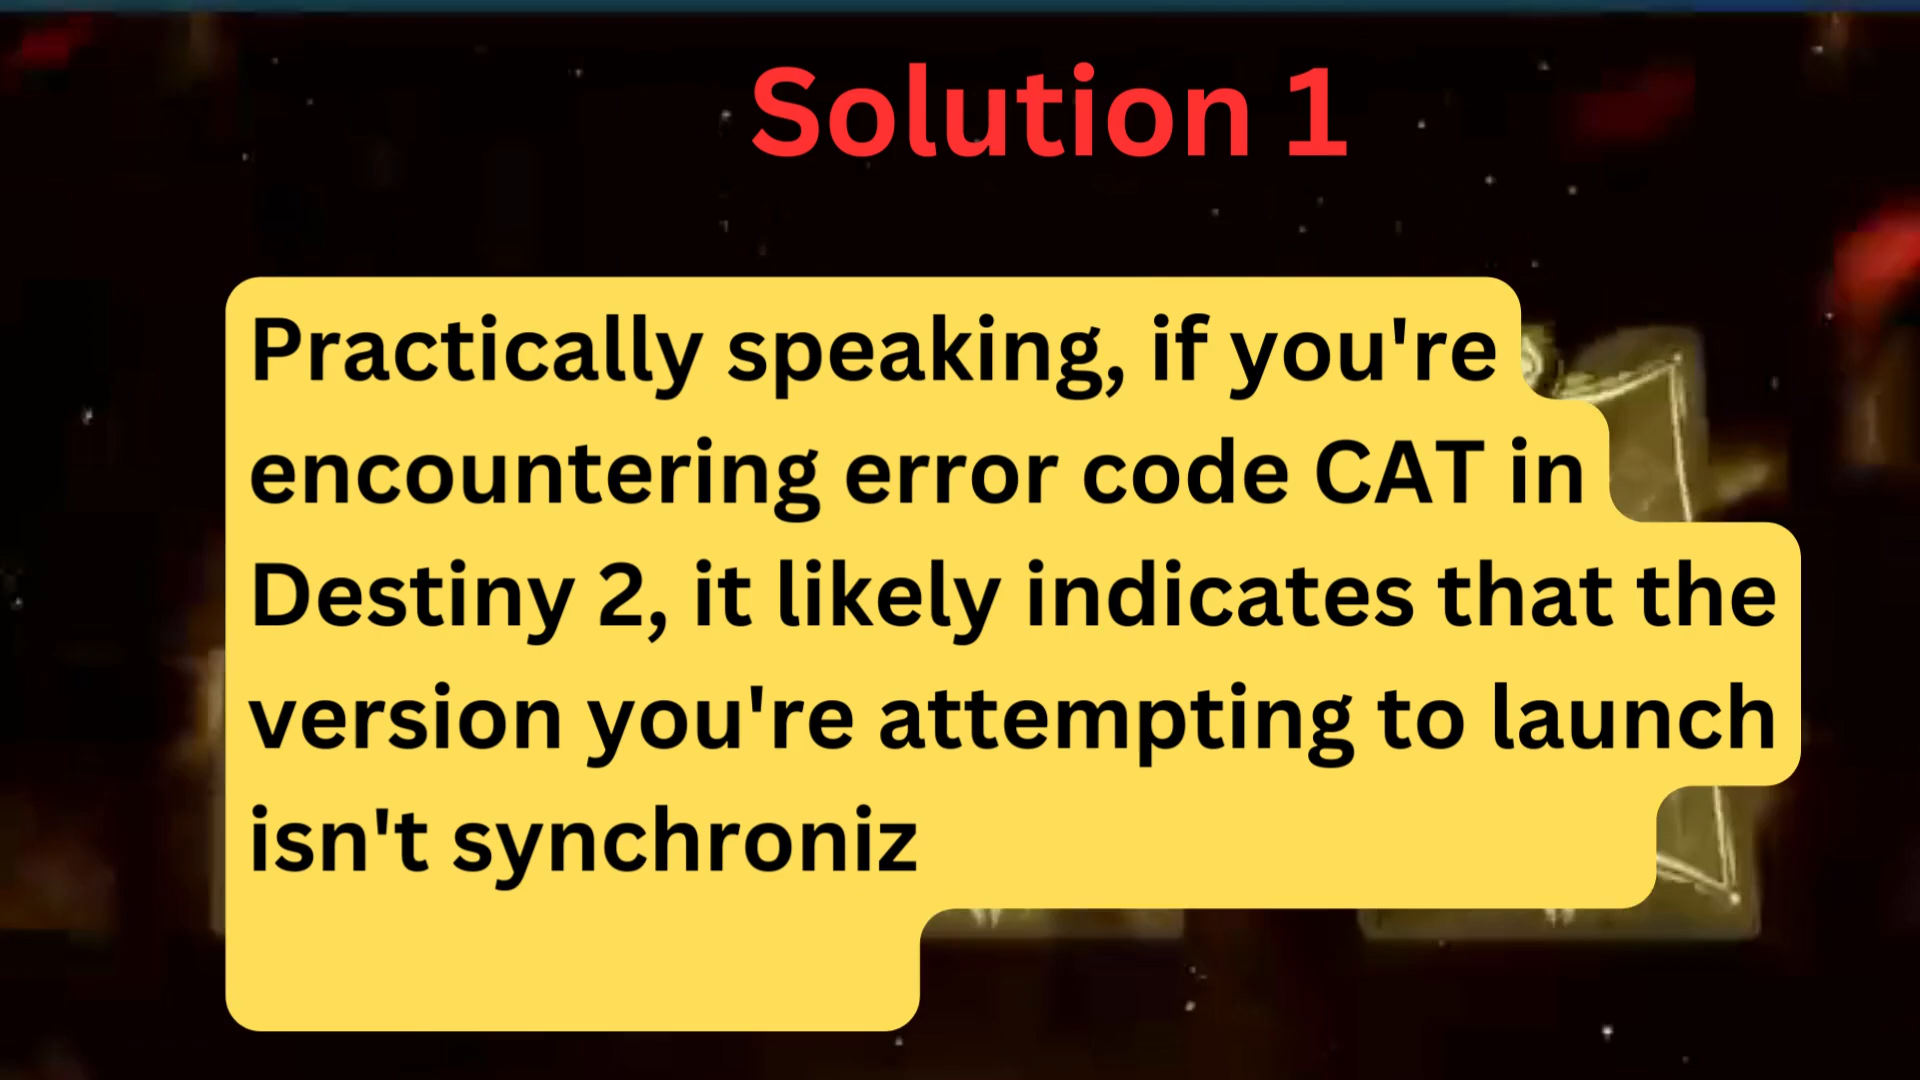 Solution 1
Practically speaking, if you're
encountering error code CAT in
Destiny 2, it likely indicates that the
version you're attempting to launch
isn't synchroniz